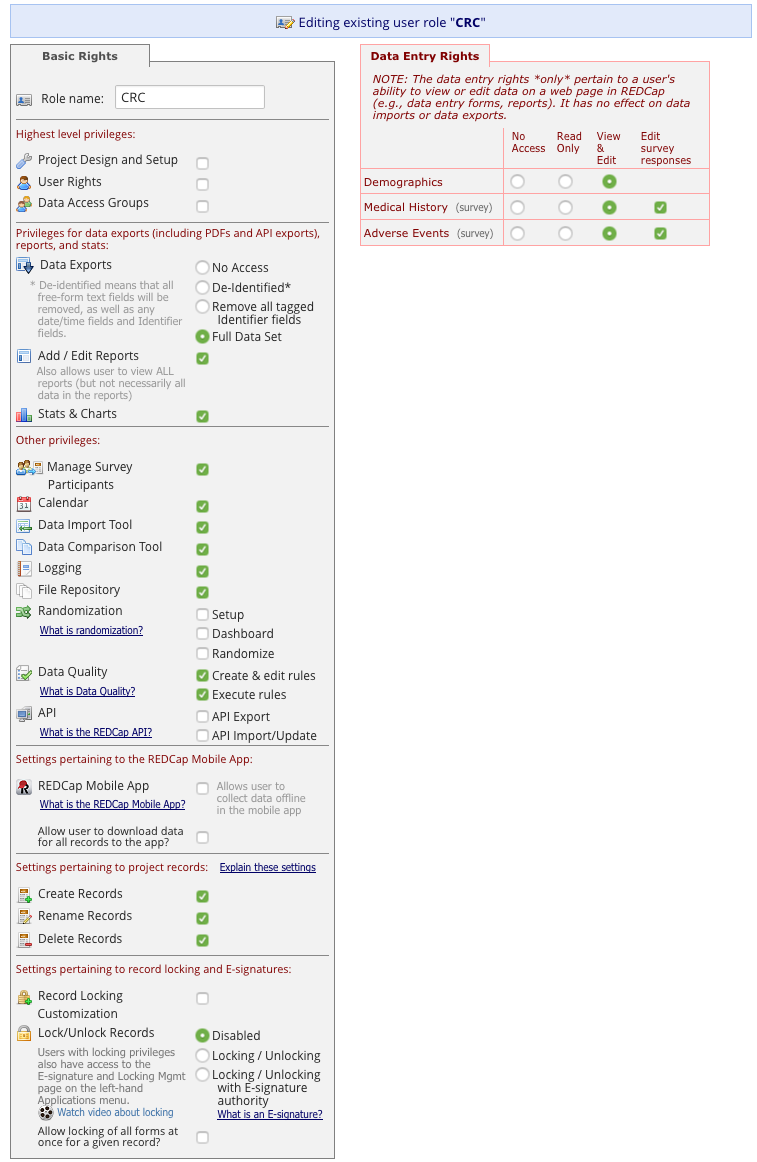 Editing existing user role "CRC"
Basic Rights
Role name: CRC
Highest level privileges:
Project Design and Setup
User Rights
Data Access Groups
Privileges for data exports (including PDFs and API exports),
reports, and stats:
Data Exports
* De-identified means that all
free-form text fields will be
removed, as well as any
date/time fields and Identifier
fields.
No Access
De-Identified*
Remove all tagged
Identifier fields
Full Data Set
Add / Edit Reports
Also allows user to view ALL
reports (but not necessarily all
data in the reports)
Stats & Charts
Other privileges:
Manage Survey
Participants
Calendar
31
Data Import Tool
Data Comparison Tool
Logging
File Repository
Randomization
What is randomization?
Setup
Dashboard
Randomize
Data Quality
What is Data Quality?
Create & edit rules
Execute rules
API
What is the REDCap API?
API Export
API Import/Update
Settings pertaining to the REDCap Mobile App:
REDCap Mobile App
What is the REDCap Mobile App?
Allows user to
collect data offline
in the mobile app
Allow user to download data
for all records to the app?
Settings pertaining to project records: Explain these settings
Create Records
Rename Records
Delete Records
Settings pertaining to record locking and E-signatures:
Record Locking
Customization
Lock/Unlock Records
Users with locking privileges
also have access to the
E-signature and Locking Mgmt
page on the left-hand
Applications menu.
Watch video about locking
Disabled
Locking / Unlocking
Locking / Unlocking
with E-signature
authority
What is an E-signature?
Allow locking of all forms at
once for a given record?
Data Entry Rights
NOTE: The data entry rights *only* pertain to a user's
ability to view or edit data on a web page in REDCap
(e.g., data entry forms, reports). It has no effect on data
imports or data exports.
No
Access
Read
Only
View
&
Edit
Edit
survey
responses
Demographics
Medical History (survey)
Adverse Events (survey)